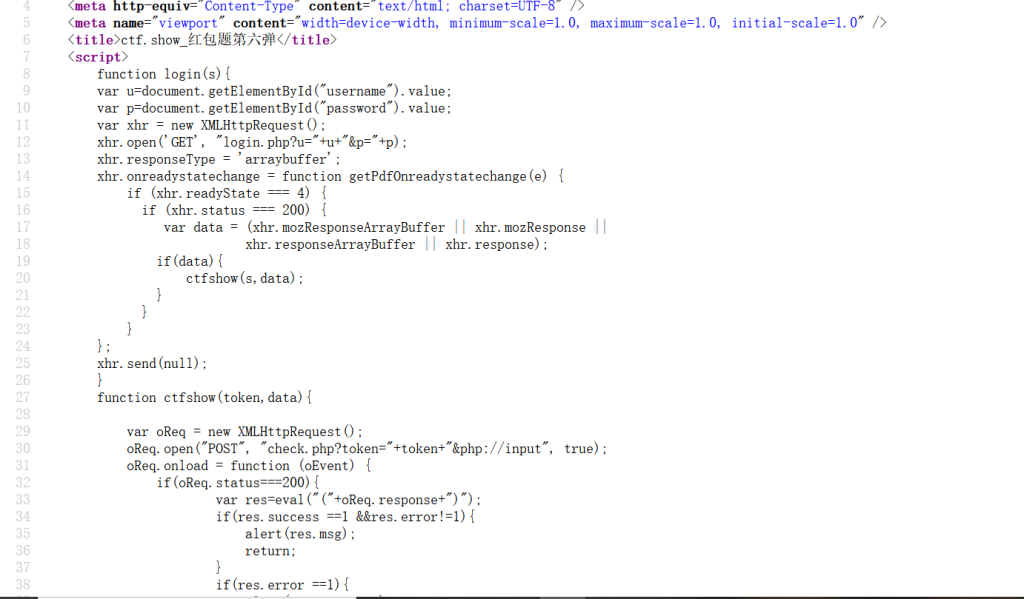 4 <meta http-equiv="Content-Type" content="text/html; charset=UTF-8" />
5 <meta name="viewport" content="width=device-width, minimum-scale=1.0, maximum-scale=1.0, initial-scale=1.0" />
6 <title>ctf.show_红包题第六弹</title>
7 <script>
8 function login(s){
9 var u=document.getElementById("username").value;
10 var p=document.getElementById("password").value;
11 var xhr = new XMLHttpRequest();
12 xhr.open('GET', "login.php?u="+u+"&p="+p);
13 xhr.responseType = 'arraybuffer';
14 xhr.onreadystatechange = function getPdfOnreadystatechange(e) {
15 if (xhr.readyState === 4) {
16 if (xhr.status === 200) {
17 var data = (xhr.mozResponseArrayBuffer || xhr.mozResponse ||
18 xhr.responseArrayBuffer || xhr.response);
19 if(data){
20 ctfshow(s,data);
21 }
22 }
23 }
24 };
25 xhr.send(null);
26 }
27 function ctfshow(token,data){
28
29 var oReq = new XMLHttpRequest();
30 oReq.open("POST", "check.php?token="+token+"&php://input", true);
31 oReq.onload = function (oEvent) {
32 if(oReq.status===200){
33 var res=eval("("+oReq.response+")");
34 if(res.success ==1 &&res.error!=1){
35 alert(res.msg);
36 return;
37 }
38 if(res.error ==1){